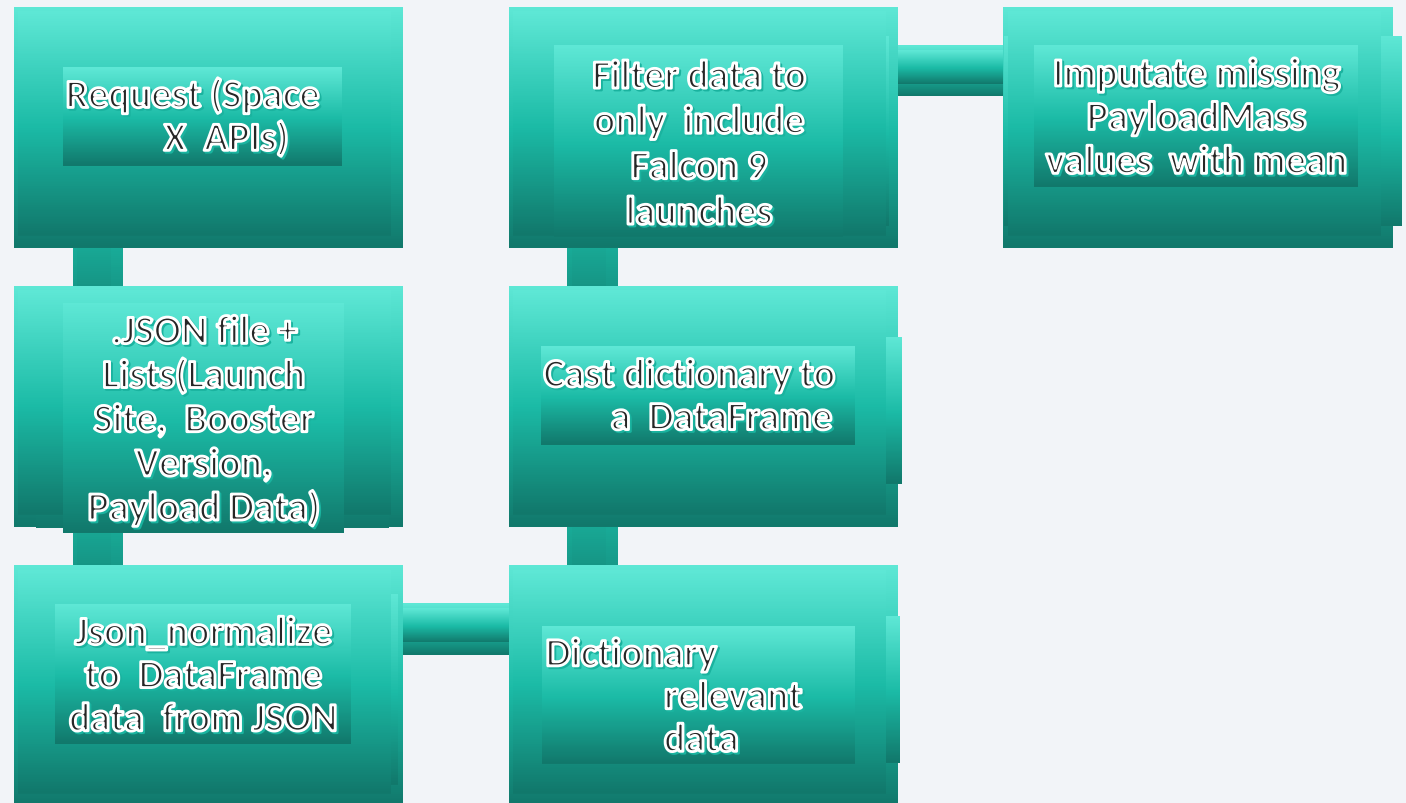 Request (Space
X APIs)
.JSON file +
Lists(Launch
Site, Booster
Version,
Payload Data)
Json_normalize
to DataFrame
data from JSON
Dictionary
relevant
data
Cast dictionary to
a DataFrame
Filter data to
only include
Falcon 9
launches
Imputate missing
PayloadMass
values with mean